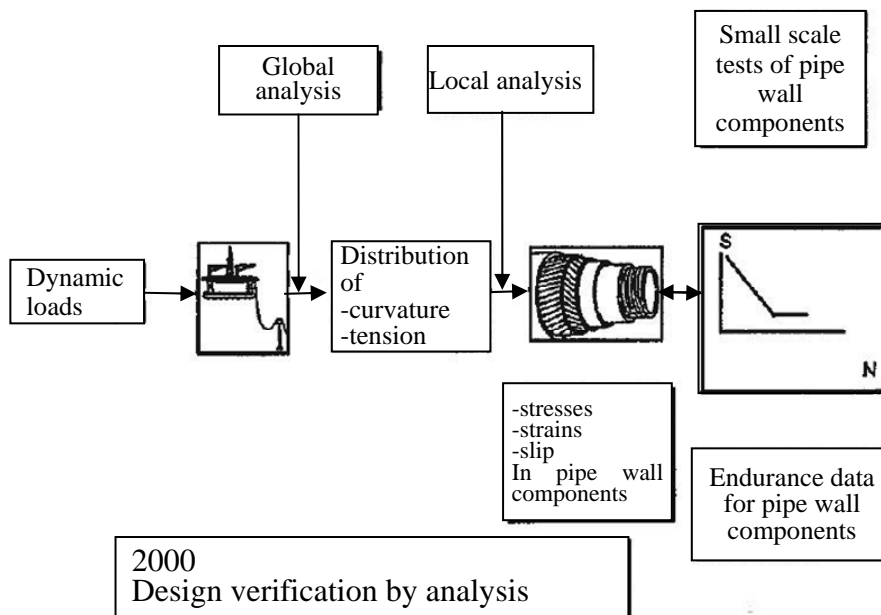 Global
analysis
Local analysis
Small scale
tests of pipe
wall
components
Dynamic
loads
Distribution
of
-curvature
-tension
S
N
-stresses
-strains
-slip
In pipe wall
components
Endurance data
for pipe wall
components
2000
Design verification by analysis